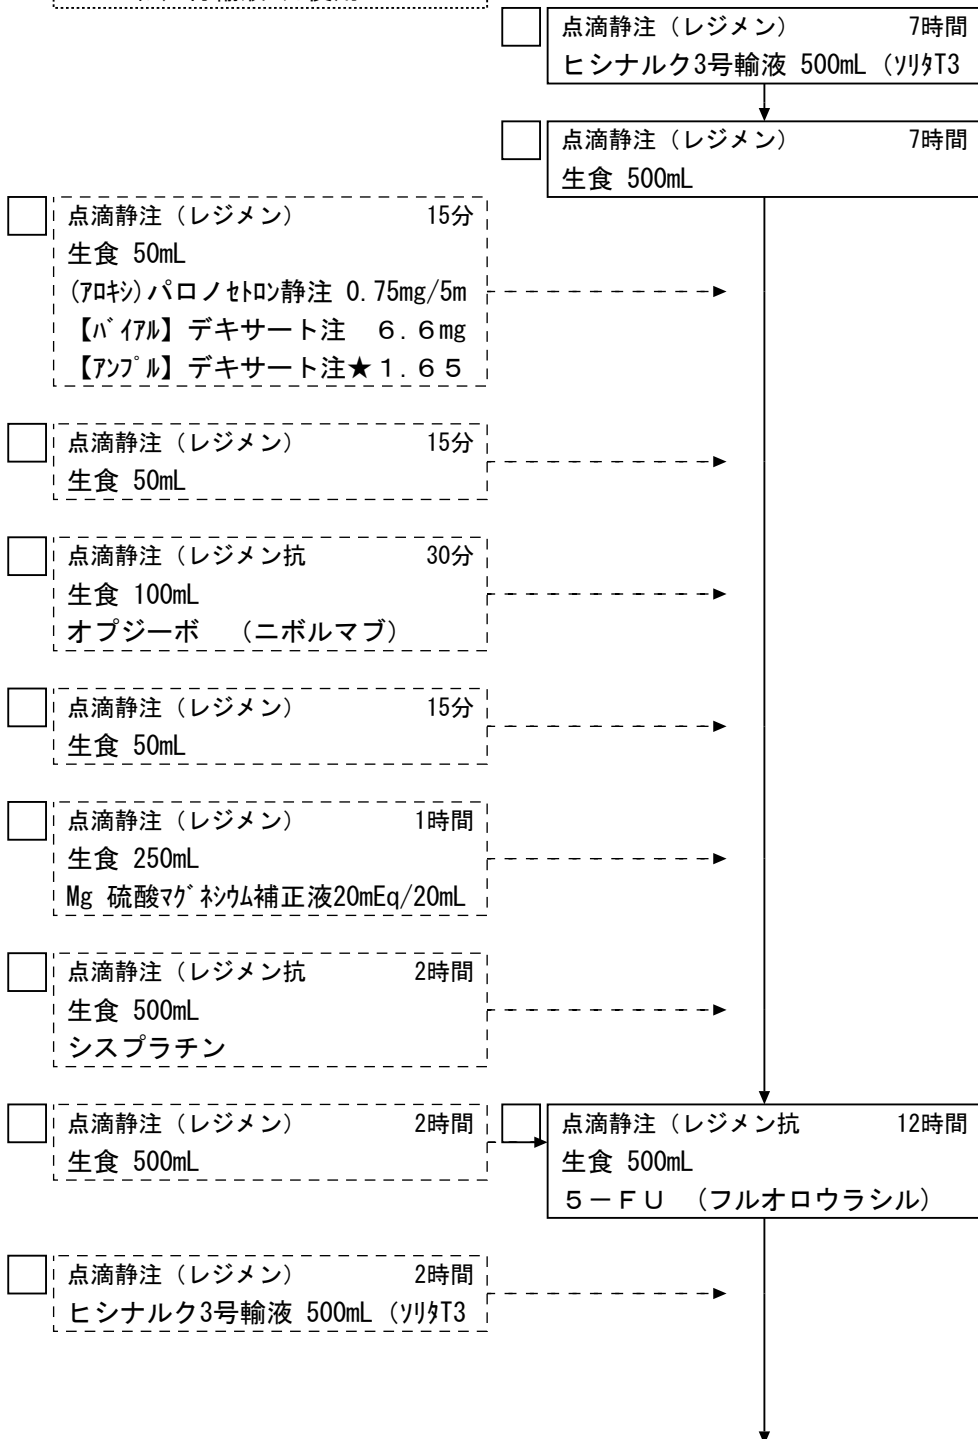 点滴静注（レジメン） 7時間
ヒシナルク3号輸液 500mL（ｿﾘﾀT3
点滴静注（レジメン） 7時間
生食 500mL
点滴静注（レジメン） 15分
生食 50mL
(ｱﾛｷｼ)パロノｾﾄﾛﾝ静注 0.75mg/5m
【ﾊﾞｲｱﾙ】デキサート注　６.６mg
【ｱﾝﾌﾟﾙ】デキサート注★１.６５
点滴静注（レジメン） 15分
生食 50mL
点滴静注（レジメン抗 30分
生食 100mL
オプジーボ　（ニボルマブ）
点滴静注（レジメン） 15分
生食 50mL
点滴静注（レジメン） 1時間
生食 250mL
Mg 硫酸ﾏｸﾞﾈｼｳﾑ補正液20mEq/20mL
点滴静注（レジメン抗 2時間
生食 500mL
シスプラチン
点滴静注（レジメン） 2時間
生食 500mL
点滴静注（レジメン抗 12時間
生食 500mL
５－ＦＵ　（フルオロウラシル）
点滴静注（レジメン） 2時間
ヒシナルク3号輸液 500mL（ｿﾘﾀT3